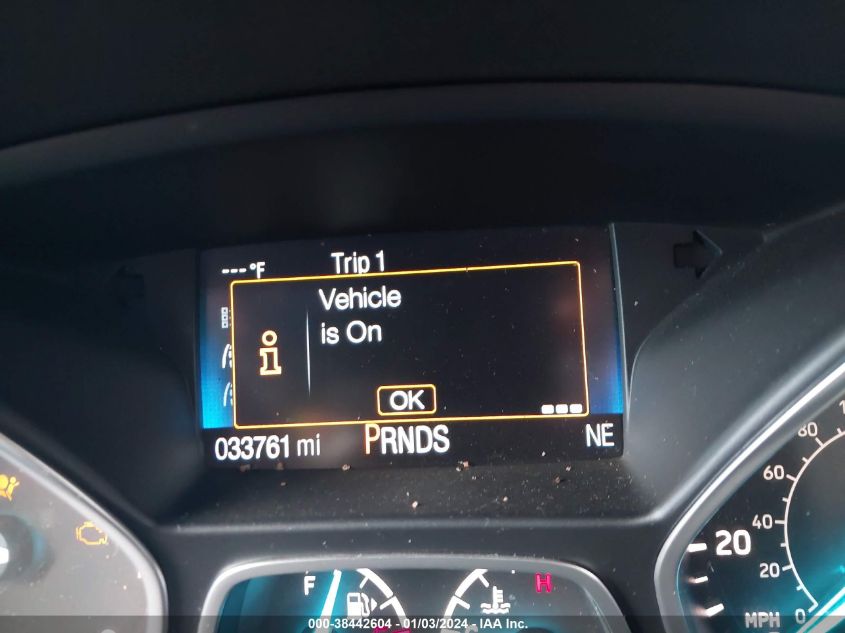 ---°F Trip 1
Vehicle
is On
OK
033761 mi PRNDS NE
80
60
40
20
20
MPH 0
F H
000-38442604 - 01/03/2024 - IAA Inc.